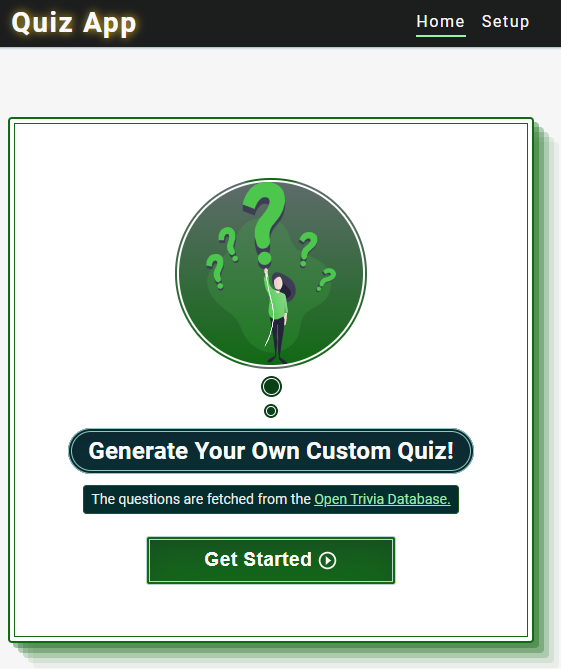 Quiz App
Home Setup
Generate Your Own Custom Quiz!
The questions are fetched from the Open Trivia Database.
Get Started